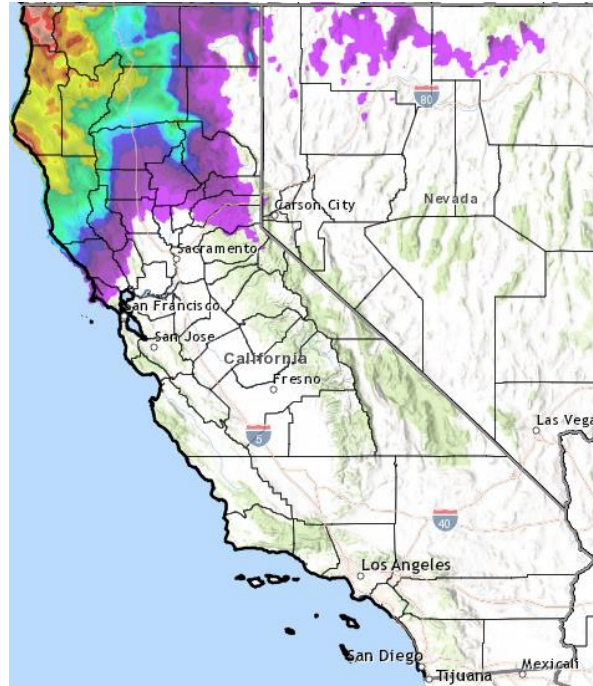 80
Nevada
Carson City
Sacramento
San Francisco
San Jose
California
Fresno
Las Vega
5
40
Los Angeles
San Diego
Tijuana
Mexicali